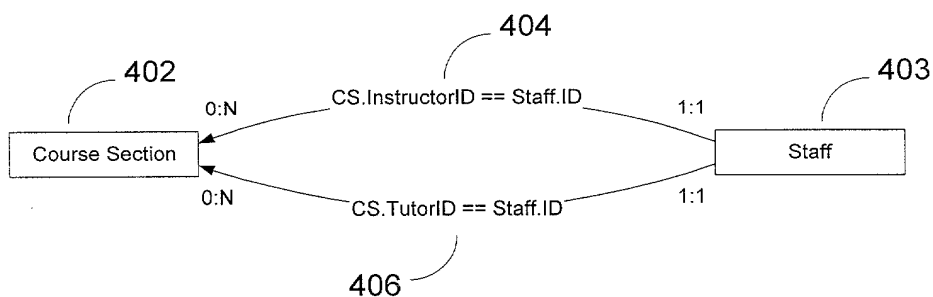 404
402
403
CS.InstructorID == Staff.ID
0:N
1:1
Course Section
Staff
0:N
1:1
CS.TutorID == Staff.ID
406